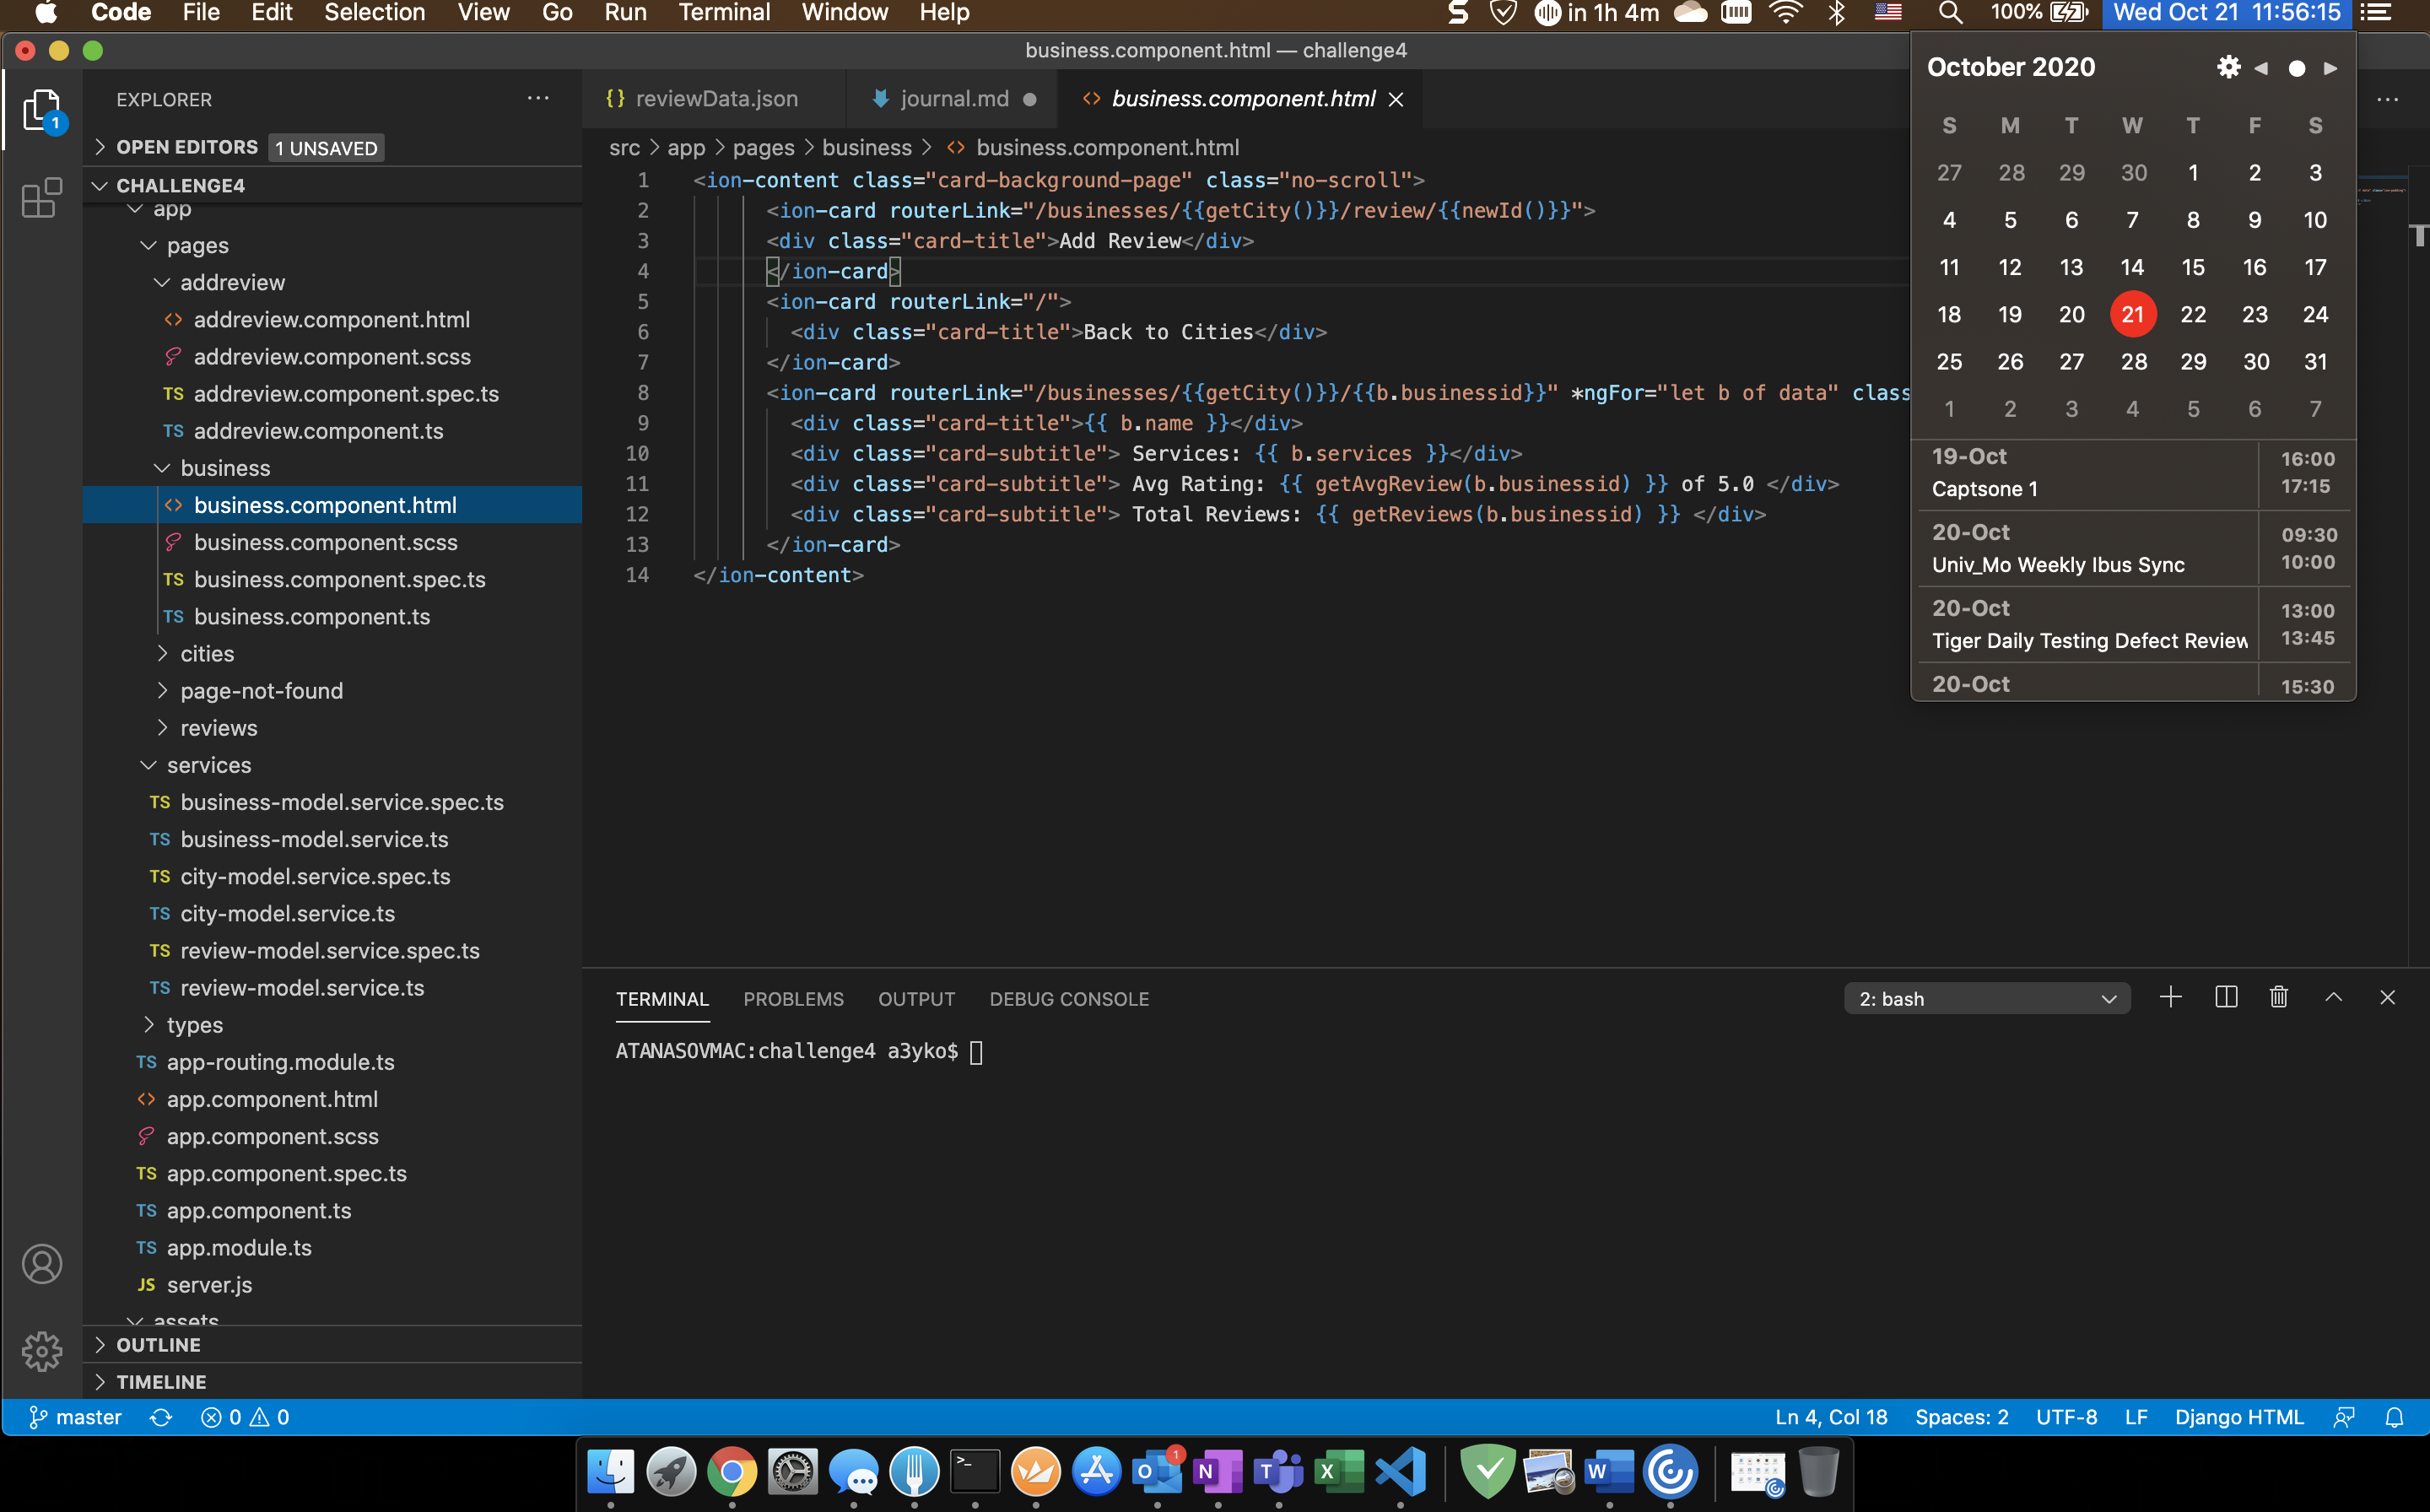 Code File Edit Selection View Go Run Terminal Window Help in 1h 4m 100% Wed Oct 21 11:56:15
business.component.html — challenge4
EXPLORER
OPEN EDITORS 1 UNSAVED
CHALLENGE4
app
pages
addreview
addreview.component.html
addreview.component.scss
TS addreview.component.spec.ts
TS addreview.component.ts
business
business.component.html
business.component.scss
TS business.component.spec.ts
TS business.component.ts
cities
page-not-found
reviews
services
TS business-model.service.spec.ts
TS business-model.service.ts
TS city-model.service.spec.ts
TS city-model.service.ts
TS review-model.service.spec.ts
TS review-model.service.ts
types
TS app-routing.module.ts
app.component.html
app.component.scss
TS app.component.spec.ts
TS app.component.ts
TS app.module.ts
JS server.js
assets
OUTLINE
TIMELINE
1
{} reviewData.json journal.md business.component.html
src > app > pages > business > <> business.component.html
1 <ion-content class="card-background-page" class="no-scroll">
2 <ion-card routerLink="/businesses/{{getCity()}}/review/{{newId()}}">
3 <div class="card-title">Add Review</div>
4 </ion-card>
5 <ion-card routerLink="/">
6 <div class="card-title">Back to Cities</div>
7 </ion-card>
8 <ion-card routerLink="/businesses/{{getCity()}}/{{b.businessid}}" *ngFor="let b of data" class
9 <div class="card-title">{{ b.name }}</div>
10 <div class="card-subtitle"> Services: {{ b.services }}</div>
11 <div class="card-subtitle"> Avg Rating: {{ getAvgReview(b.businessid) }} of 5.0 </div>
12 <div class="card-subtitle"> Total Reviews: {{ getReviews(b.businessid) }} </div>
13 </ion-card>
14 </ion-content>
October 2020
S M T W T F S
27 28 29 30 1 2 3
4 5 6 7 8 9 10
11 12 13 14 15 16 17
18 19 20 21 22 23 24
25 26 27 28 29 30 31
1 2 3 4 5 6 7
19-Oct 16:00
Captsone 1 17:15
20-Oct 09:30
Univ_Mo Weekly Ibus Sync 10:00
20-Oct 13:00
Tiger Daily Testing Defect Review 13:45
20-Oct 15:30
TERMINAL PROBLEMS OUTPUT DEBUG CONSOLE 2: bash
ATANASOVMAC:challenge4 a3yko$
master 0 0 Ln 4, Col 18 Spaces: 2 UTF-8 LF Django HTML
>_ O 1 N T X W